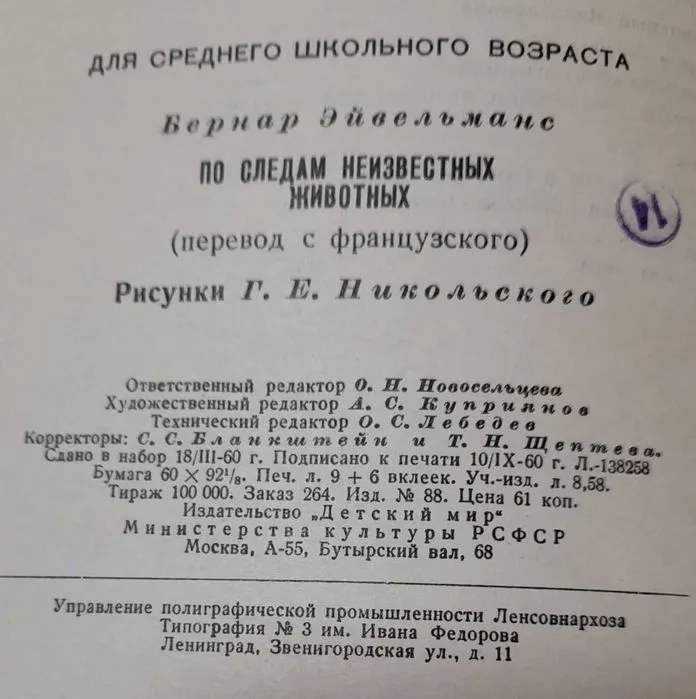 ДЛЯ СРЕДНЕГО ШКОЛЬНОГО ВОЗРАСТА
Бернар Эйвельманс
ПО СЛЕДАМ НЕИЗВЕСТНЫХ
ЖИВОТНЫХ
(перевод с французского)
Рисунки Г. Е. Никольского
Ответственный редактор О. Н. Новосельцева
Художественный редактор А. С. Куприянов
Технический редактор О. С. Лебедев
Корректоры: С. С. Бланкштейн и Т. Н. Щептева.
Сдано в набор 18/III-60 г. Подписано к печати 10/IX-60 г. Л.-138258
Бумага 60 × 92¹/₈. Печ. л. 9 + 6 вклеек. Уч.-изд. л. 8,58.
Тираж 100 000. Заказ 264. Изд. № 88. Цена 61 коп.
Издательство „Детский мир“
Министерства культуры РСФСР
Москва, А-55, Бутырский вал, 68
Управление полиграфической промышленности Ленсовнархоза
Типография № 3 им. Ивана Федорова
Ленинград, Звенигородская ул., д. 11